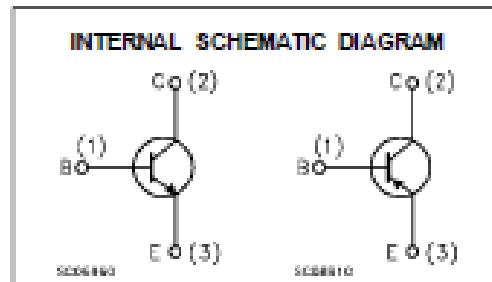 INTERNAL SCHEMATIC DIAGRAM
C (2) C (2)
(1) (1)
B B
E (3) E (3)